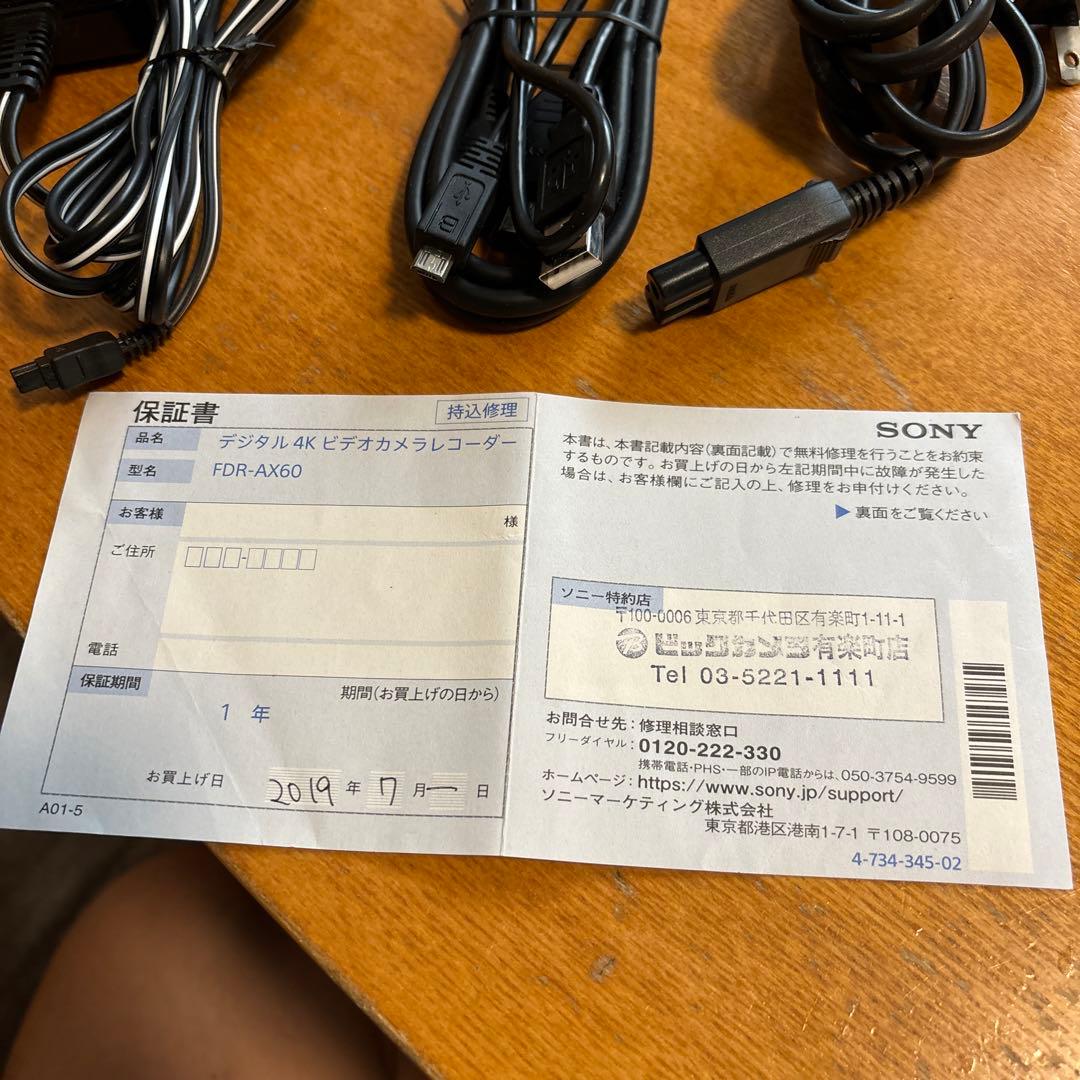 保証書
持込修理
品名
デジタル 4K ビデオカメラレコーダー
型名
FDR-AX60
お客様
様
ご住所
電話
保証期間
期間(お買上げの日から)
1 年
お買上げ日
2019 年 7 月 一 日
A01-5
SONY
本書は、本書記載内容(裏面記載)で無料修理を行うことをお約束
するものです。お買上げの日から左記期間中に故障が発生した
場合は、お客様欄にご記入の上、修理をお申付けください。
▶ 裏面をご覧ください
ソニー特約店
〒100-0006 東京都千代田区有楽町1-11-1
ビックカメラ有楽町店
Tel 03-5221-1111
お問合せ先:修理相談窓口
フリーダイヤル:0120-222-330
携帯電話・PHS・一部のIP電話からは、050-3754-9599
ホームページ:https://www.sony.jp/support/
ソニーマーケティング株式会社
東京都港区港南1-7-1 〒108-0075
4-734-345-02